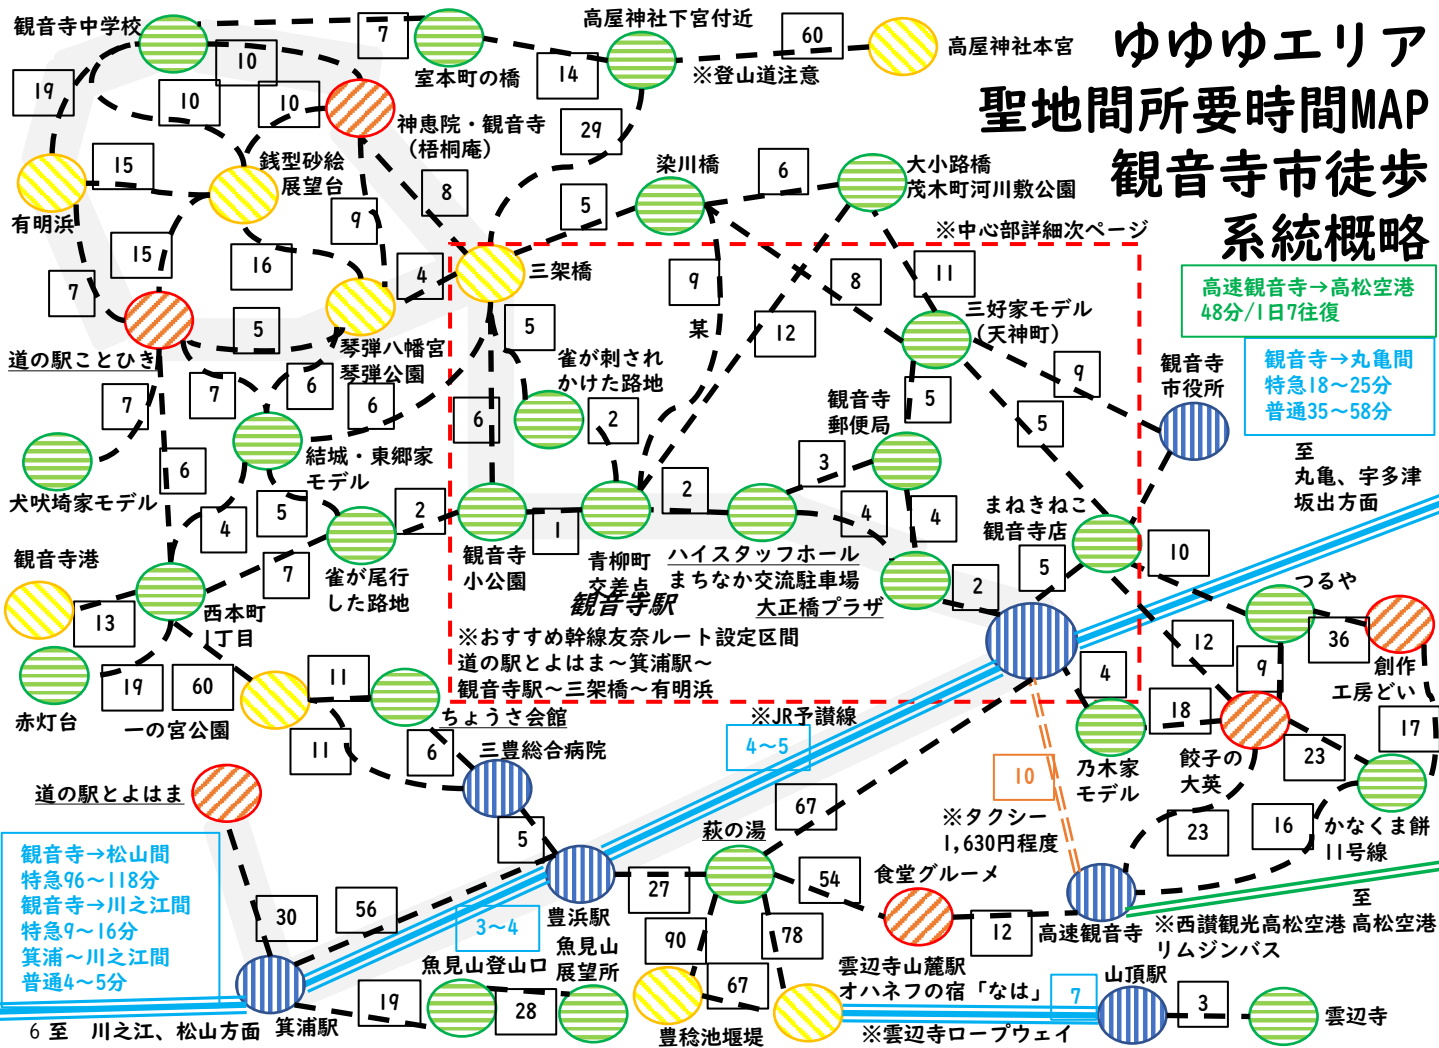 ゆゆゆエリア
聖地間所要時間MAP
観音寺市徒歩
系統概略
観音寺中学校
7
室本町の橋
高屋神社下宮付近
60
高屋神社本宮
※登山道注意
14
10
19
10
10
29
神恵院・観音寺
(梧桐庵)
15
銭型砂絵
展望台
有明浜
8
9
15
16
7
5
4
三架橋
5
染川橋
6
大小路橋
茂木町河川敷公園
※中心部詳細次ページ
9
某
8
11
12
三好家モデル
(天神町)
高速観音寺→高松空港
48分/1日7往復
観音寺→丸亀間
特急18~25分
普通35~58分
観音寺
市役所
9
5
至
丸亀、宇多津
坂出方面
道の駅ことひき
琴弾八幡宮
琴弾公園
7
7
6
6
5
雀が刺され
かけた路地
6
2
観音寺
郵便局
5
3
犬吠埼家モデル
6
結城・東郷家
モデル
4
5
2
7
雀が尾行
した路地
観音寺
小公園
1
青柳町
交差点
2
ハイスタッフホール
まちなか交流駐車場
4
4
大正橋プラザ
まねきねこ
観音寺店
5
2
10
つるや
観音寺駅
※おすすめ幹線友奈ルート設定区間
道の駅とよはま~箕浦駅~
観音寺駅~三架橋~有明浜
観音寺港
13
西本町
1丁目
赤灯台
19
60
一の宮公園
11
ちょうさ会館
11
6
三豊総合病院
5
※JR予讃線
4~5
12
9
36
創作
工房どい
4
18
餃子の
大英
23
17
乃木家
モデル
10
※タクシー
1,630円程度
23
16
かなくま餅
11号線
67
萩の湯
道の駅とよはま
観音寺→松山間
特急96~118分
観音寺→川之江間
特急9~16分
箕浦~川之江間
普通4~5分
30
56
3~4
豊浜駅
27
54
食堂グルーメ
12
高速観音寺
至
※西讃観光高松空港 高松空港
リムジンバス
90
78
67
魚見山登山口
魚見山
展望所
19
28
6 至 川之江、松山方面
箕浦駅
豊稔池堰堤
雲辺寺山麓駅
オハネフの宿「なは」
7
山頂駅
3
雲辺寺
※雲辺寺ロープウェイ